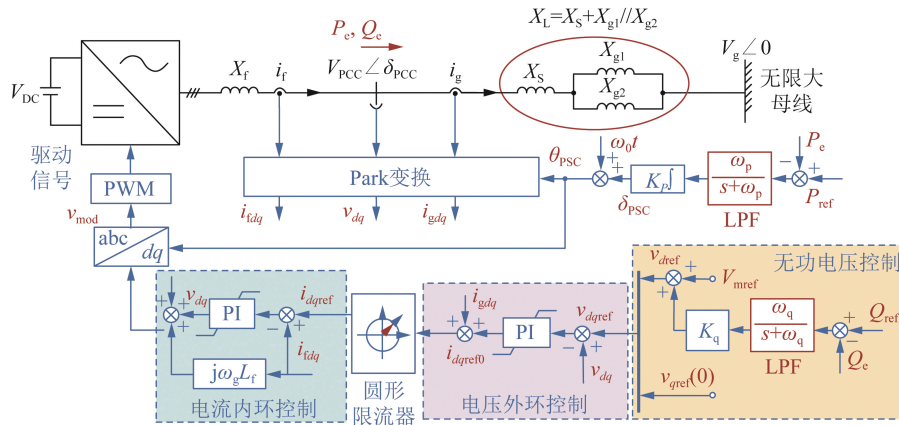 X_L=X_S+X_g1//X_g2
P_e, Q_e
V_PCC∠δ_PCC
X_f
i_f
i_g
X_S
X_g1
X_g2
V_g∠0
无限大
母线
V_DC
驱动
信号
PWM
v_mod
abc
dq
Park变换
i_fdq
v_dq
i_gdq
θ_PSC
ω_0t
+
+
δ_PSC
K_P∫
ω_p
s+ω_p
LPF
P_e
−
+
P_ref
v_dq
+
+
+
PI
i_dqref
+
−
i_fdq
jω_gL_f
电流内环控制
圆形
限流器
i_gdq
+
+
i_dqref0
PI
v_dqref
+
−
v_dq
电压外环控制
无功电压控制
v_dref
+
+
V_mref
K_q
ω_q
s+ω_q
LPF
Q_ref
+
−
Q_e
v_qref(0)